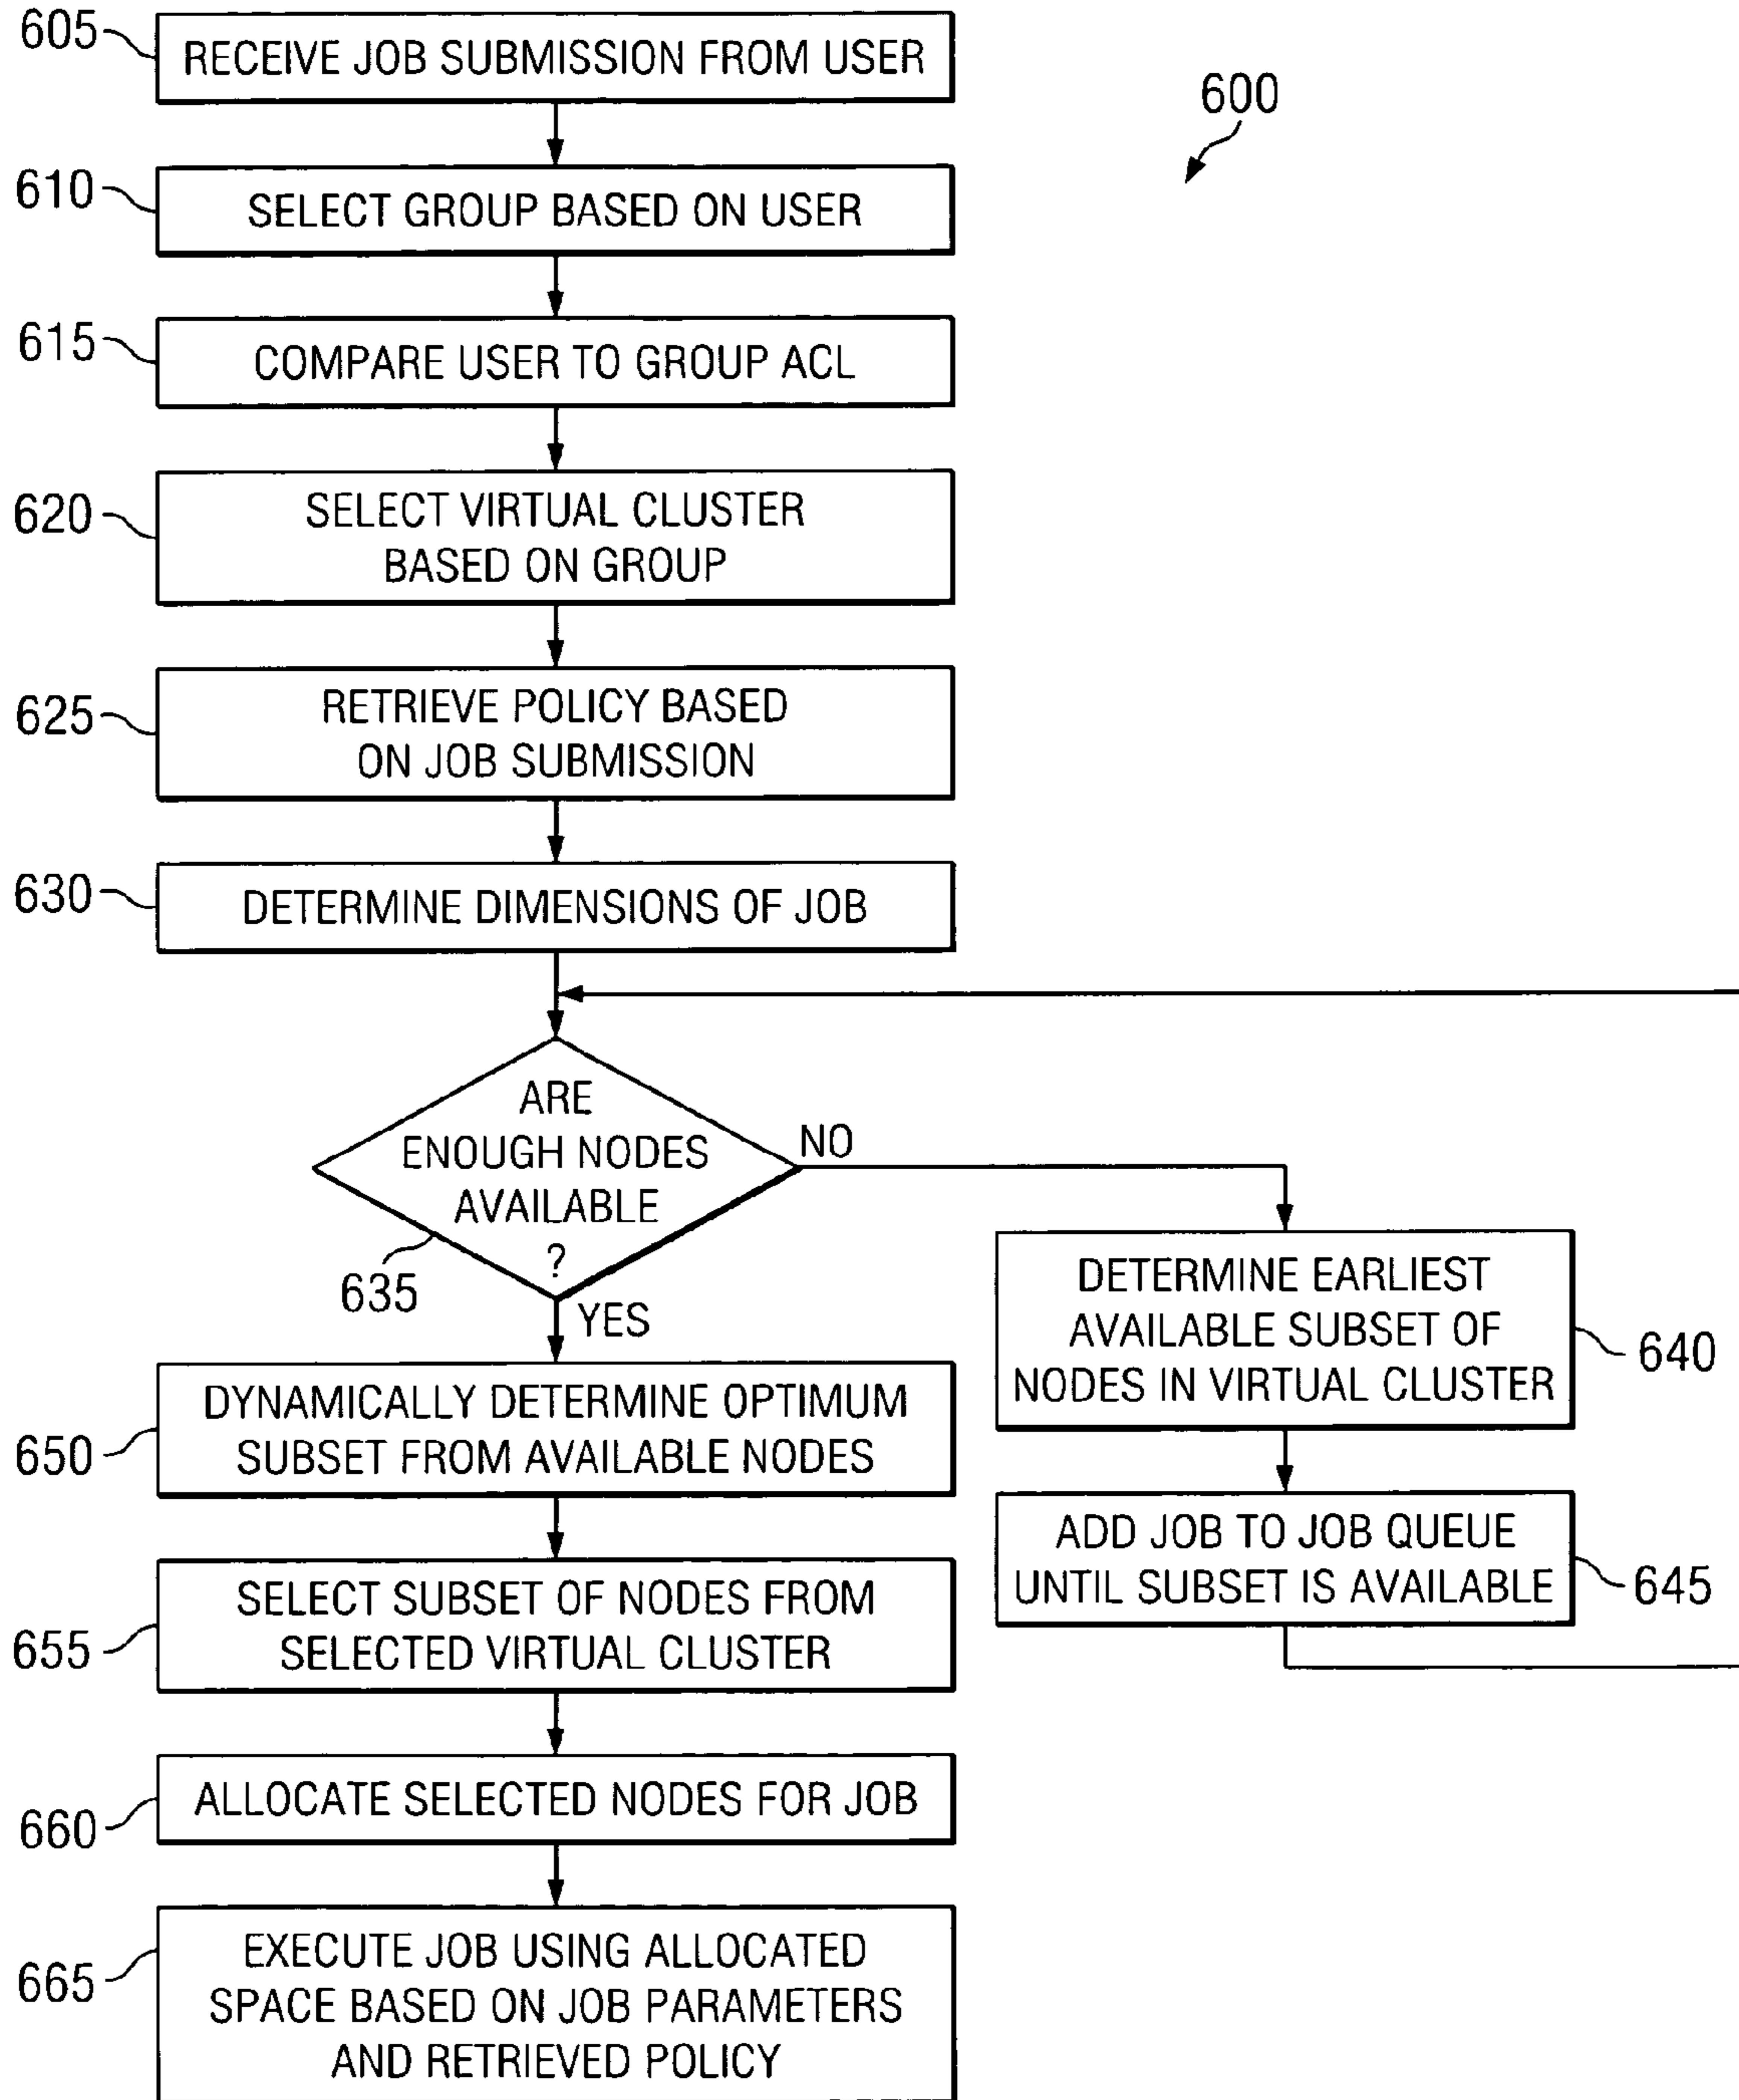 605
RECEIVE JOB SUBMISSION FROM USER
600
610
SELECT GROUP BASED ON USER
615
COMPARE USER TO GROUP ACL
620
SELECT VIRTUAL CLUSTER
BASED ON GROUP
625
RETRIEVE POLICY BASED
ON JOB SUBMISSION
630
DETERMINE DIMENSIONS OF JOB
ARE
ENOUGH NODES
AVAILABLE
?
635
NO
YES
DETERMINE EARLIEST
AVAILABLE SUBSET OF
NODES IN VIRTUAL CLUSTER
640
ADD JOB TO JOB QUEUE
UNTIL SUBSET IS AVAILABLE
645
650
DYNAMICALLY DETERMINE OPTIMUM
SUBSET FROM AVAILABLE NODES
655
SELECT SUBSET OF NODES FROM
SELECTED VIRTUAL CLUSTER
660
ALLOCATE SELECTED NODES FOR JOB
665
EXECUTE JOB USING ALLOCATED
SPACE BASED ON JOB PARAMETERS
AND RETRIEVED POLICY